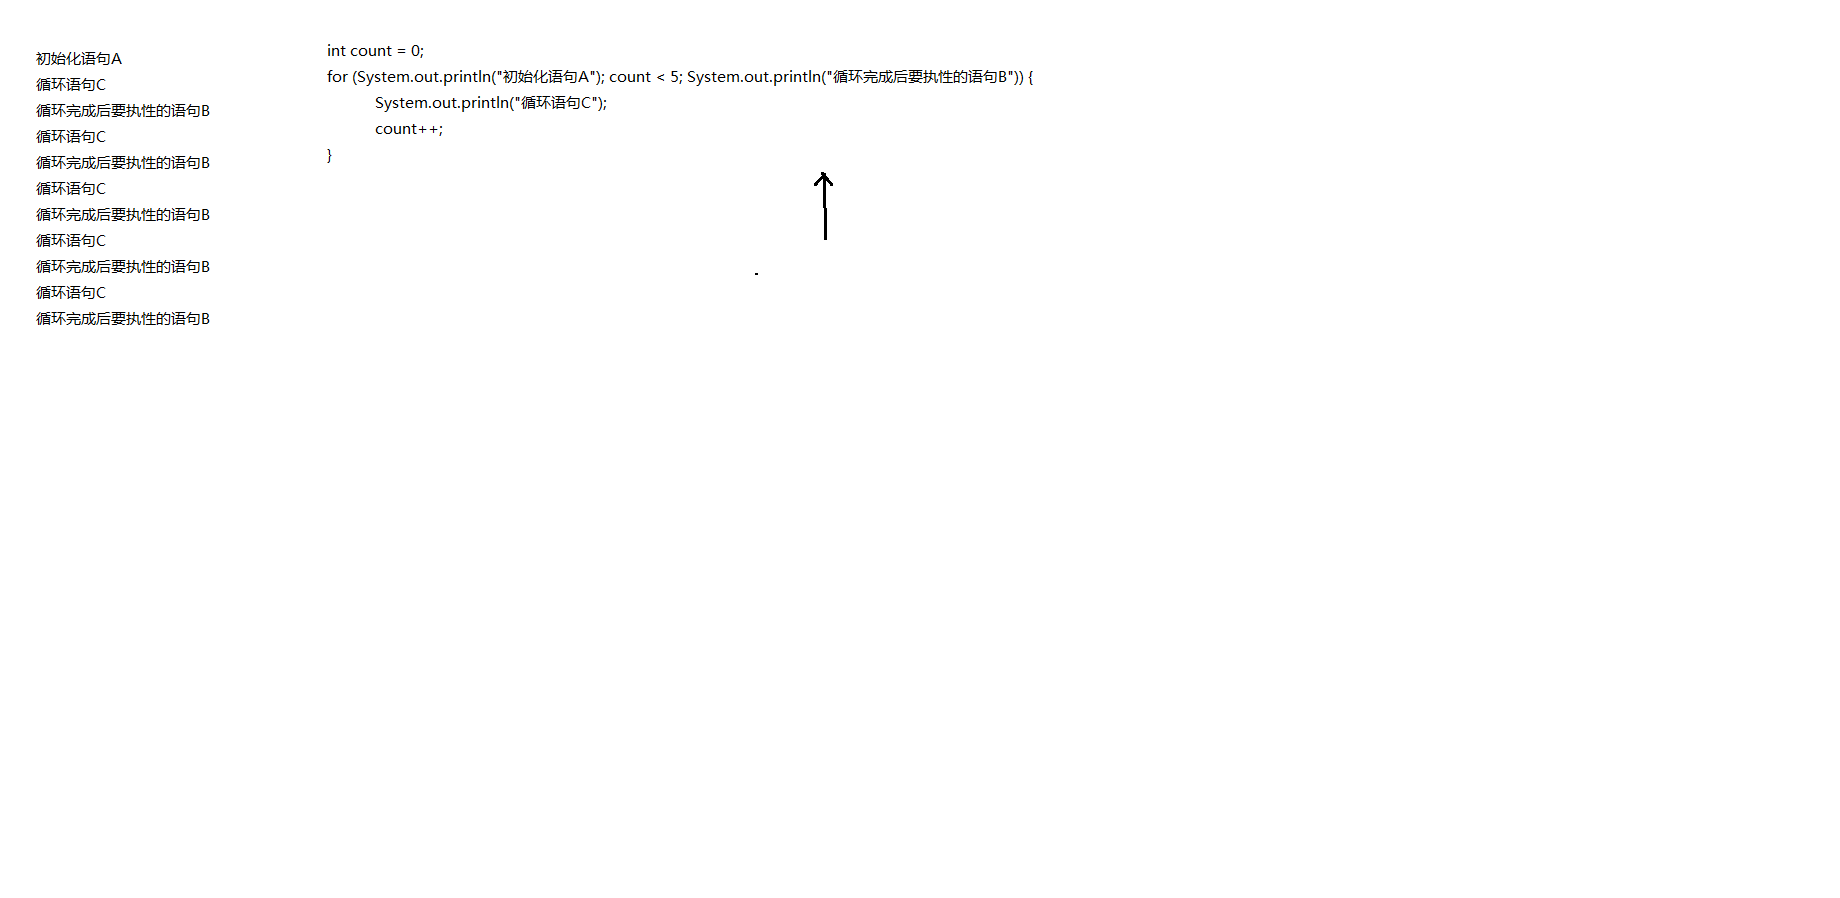 初始化语句A
循环语句C
循环完成后要执性的语句B
循环语句C
循环完成后要执性的语句B
循环语句C
循环完成后要执性的语句B
循环语句C
循环完成后要执性的语句B
循环语句C
循环完成后要执性的语句B
int count = 0;
for (System.out.println("初始化语句A"); count < 5; System.out.println("循环完成后要执性的语句B")) {
System.out.println("循环语句C");
count++;
}